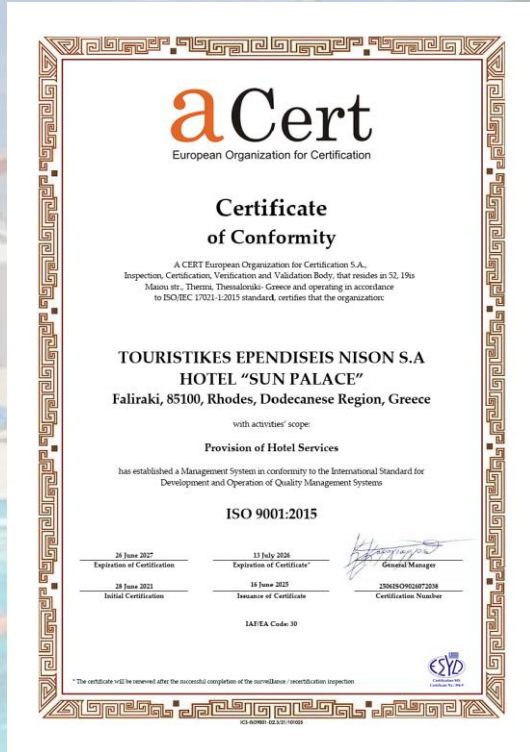 aCert
European Organization for Certification
Certificate
of Conformity
A CERT European Organization for Certification S.A.,
Inspection, Certification, Verification and Validation Body, that resides in 52, 19is
Maiou str., Thermi, Thessaloniki- Greece and operating in accordance
to ISO/IEC 17021-1:2015 standard, certifies that the organization:
TOURISTIKES EPENDISEIS NISON S.A
HOTEL “SUN PALACE”
Faliraki, 85100, Rhodes, Dodecanese Region, Greece
with activities' scope:
Provision of Hotel Services
has established a Management System in conformity to the International Standard for
Development and Operation of Quality Management Systems
ISO 9001:2015
26 June 2027
Expiration of Certification
13 July 2026
Expiration of Certificate*
General Manager
28 June 2021
Initial Certification
16 June 2025
Issuance of Certificate
2506ISO9026072038
Certification Number
IAF/EA Code: 30
ESYD
* The certificate will be renewed after the successful completion of the surveillance / recertification inspection